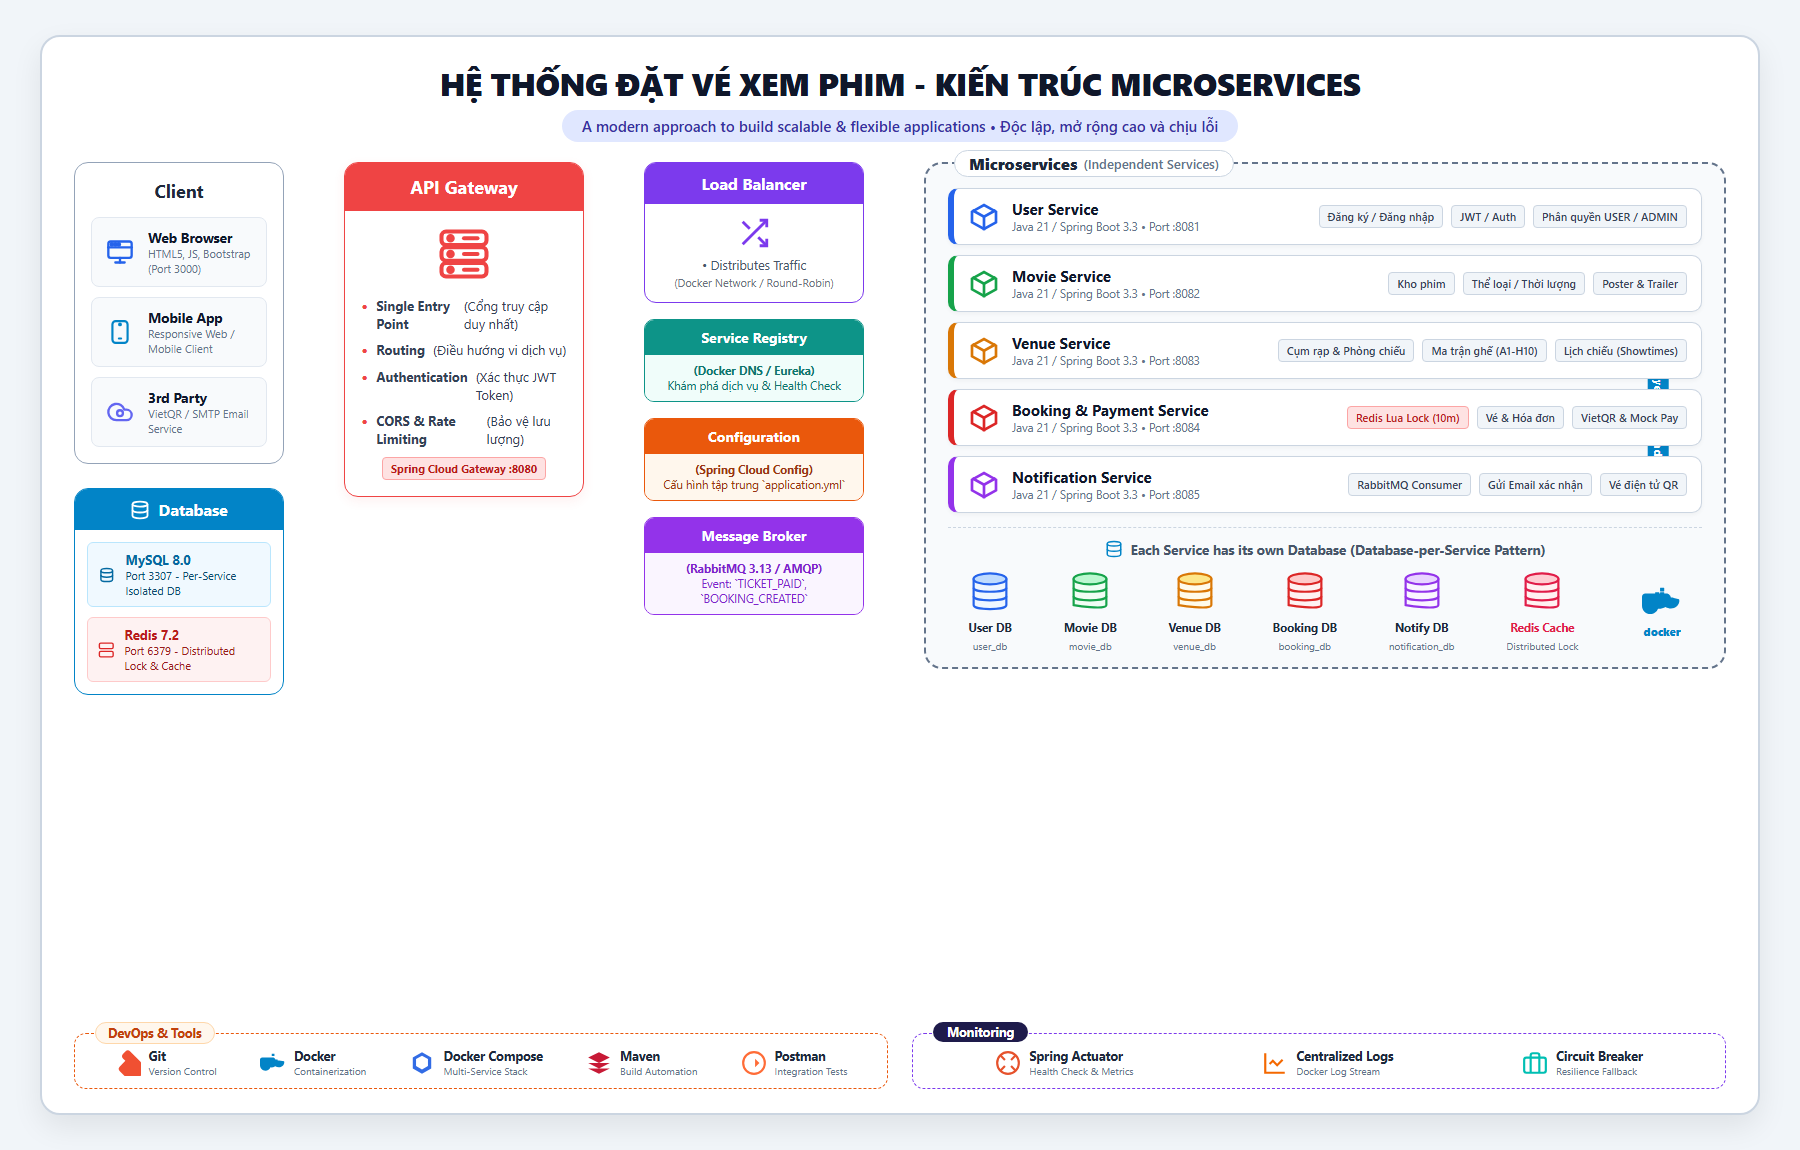 HỆ THỐNG ĐẶT VÉ XEM PHIM - KIẾN TRÚC MICROSERVICES
A modern approach to build scalable & flexible applications • Độc lập, mở rộng cao và chịu lỗi
Client
Web Browser
HTML5, JS, Bootstrap
(Port 3000)
Mobile App
Responsive Web /
Mobile Client
3rd Party
VietQR / SMTP Email
Service
Database
MySQL 8.0
Port 3307 - Per-Service
Isolated DB
Redis 7.2
Port 6379 - Distributed
Lock & Cache
API Gateway
• Single Entry Point (Cổng truy cập duy nhất)
• Routing (Điều hướng vi dịch vụ)
• Authentication (Xác thực JWT Token)
• CORS & Rate Limiting (Bảo vệ lưu lượng)
Spring Cloud Gateway :8080
Load Balancer
• Distributes Traffic
(Docker Network / Round-Robin)
Service Registry
(Docker DNS / Eureka)
Khám phá dịch vụ & Health Check
Configuration
(Spring Cloud Config)
Cấu hình tập trung `application.yml`
Message Broker
(RabbitMQ 3.13 / AMQP)
Event: `TICKET_PAID`,
`BOOKING_CREATED`
Microservices (Independent Services)
User Service
Java 21 / Spring Boot 3.3 • Port :8081
Đăng ký / Đăng nhập
JWT / Auth
Phân quyền USER / ADMIN
Movie Service
Java 21 / Spring Boot 3.3 • Port :8082
Kho phim
Thể loại / Thời lượng
Poster & Trailer
Venue Service
Java 21 / Spring Boot 3.3 • Port :8083
Cụm rạp & Phòng chiếu
Ma trận ghế (A1-H10)
Lịch chiếu (Showtimes)
Booking & Payment Service
Java 21 / Spring Boot 3.3 • Port :8084
Redis Lua Lock (10m)
Vé & Hóa đơn
VietQR & Mock Pay
Notification Service
Java 21 / Spring Boot 3.3 • Port :8085
RabbitMQ Consumer
Gửi Email xác nhận
Vé điện tử QR
Each Service has its own Database (Database-per-Service Pattern)
User DB
user_db
Movie DB
movie_db
Venue DB
venue_db
Booking DB
booking_db
Notify DB
notification_db
Redis Cache
Distributed Lock
docker
DevOps & Tools
Git
Version Control
Docker
Containerization
Docker Compose
Multi-Service Stack
Maven
Build Automation
Postman
Integration Tests
Monitoring
Spring Actuator
Health Check & Metrics
Centralized Logs
Docker Log Stream
Circuit Breaker
Resilience Fallback